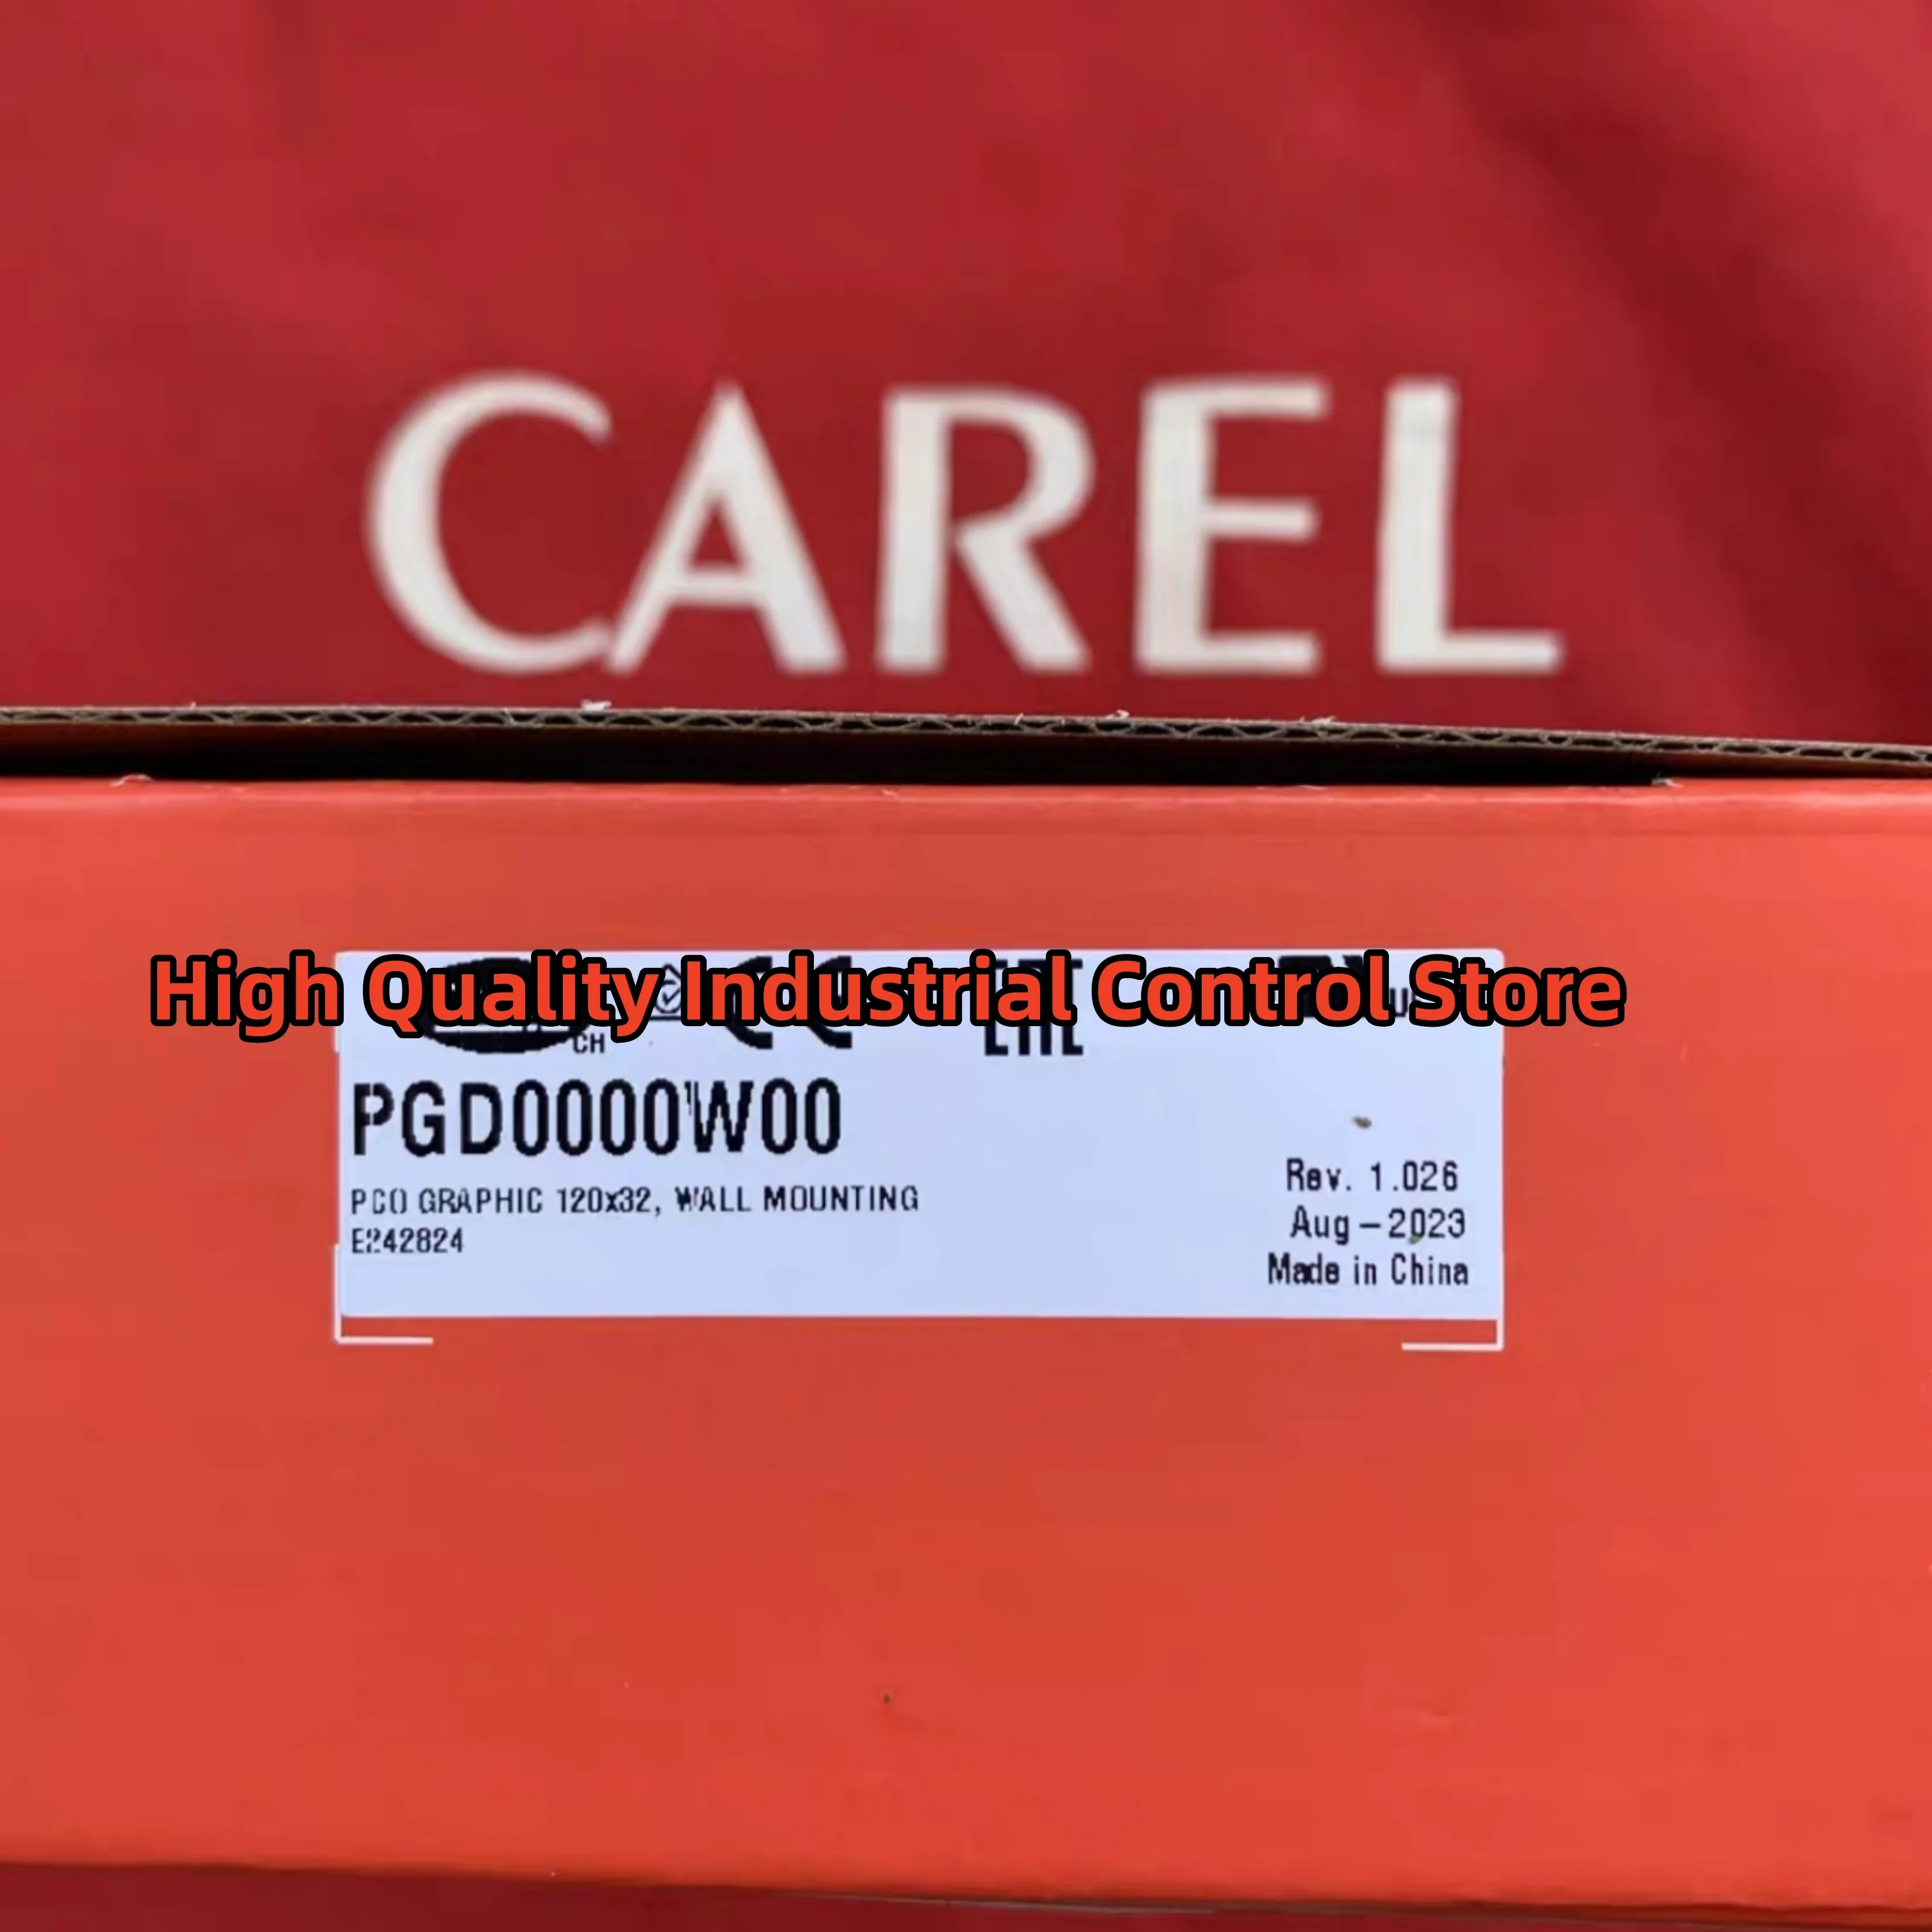 CAREL
High Quality Industrial Control Store
CH
PGD0000W00
PCO GRAPHIC 120x32, WALL MOUNTING
E242824
Rev. 1.026
Aug-2023
Made in China